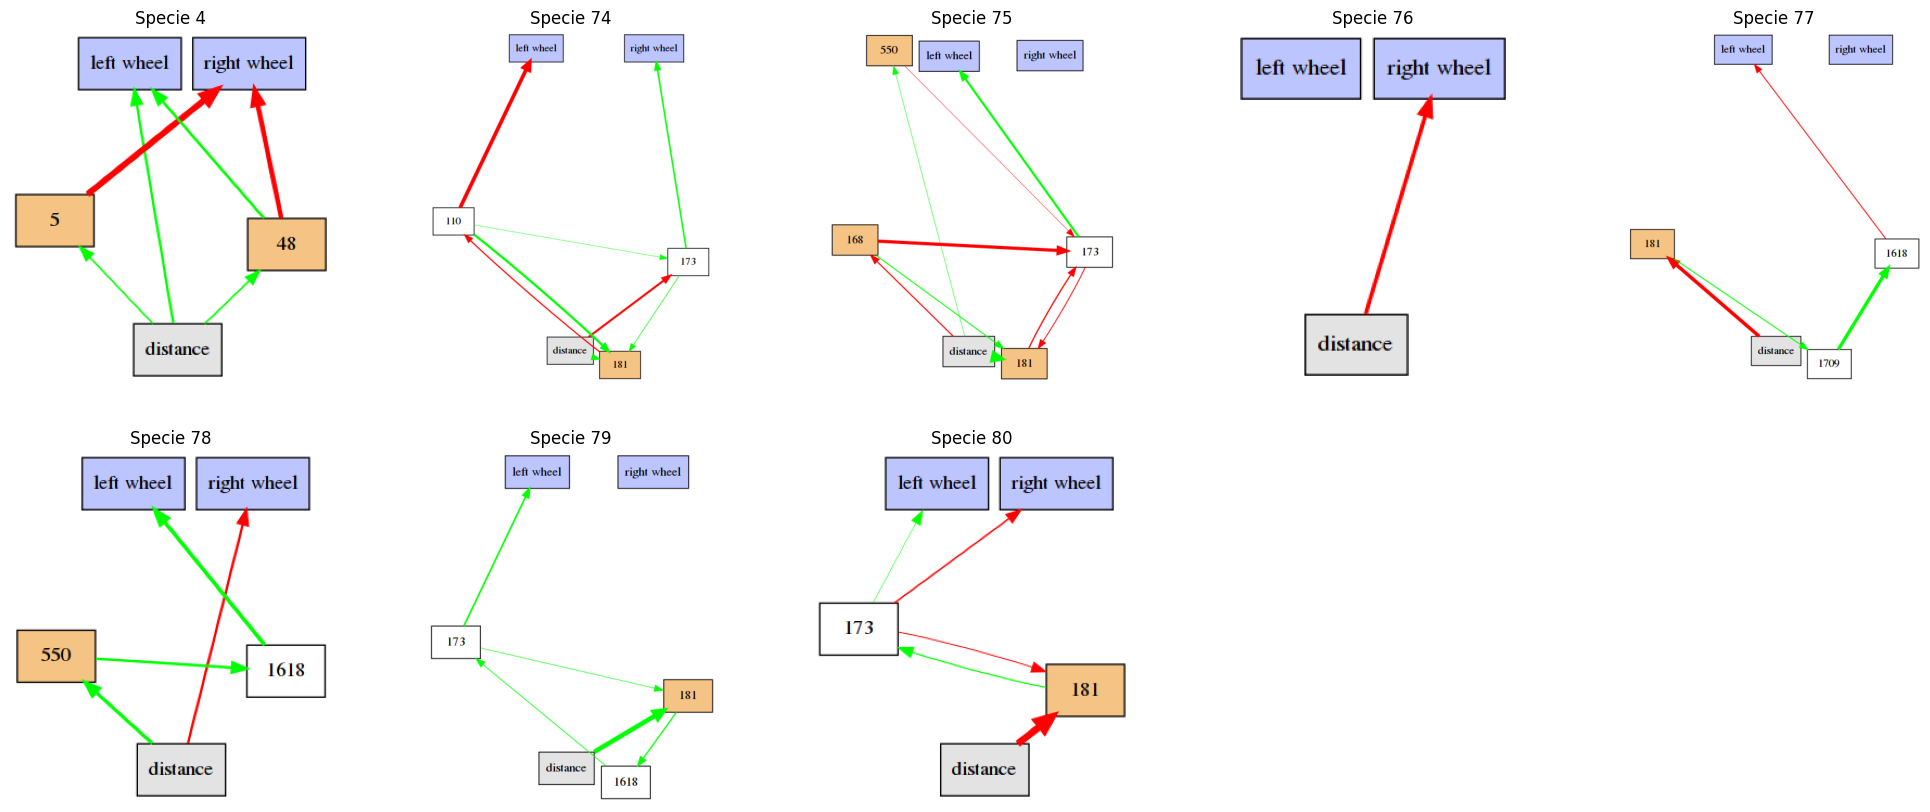 Specie 4
left wheel
right wheel
5
48
distance
Specie 74
left wheel
right wheel
110
173
distance
181
Specie 75
550
left wheel
right wheel
168
173
distance
181
Specie 76
left wheel
right wheel
distance
Specie 77
left wheel
right wheel
181
1618
distance
1709
Specie 78
left wheel
right wheel
550
1618
distance
Specie 79
left wheel
right wheel
173
181
distance
1618
Specie 80
left wheel
right wheel
173
181
distance